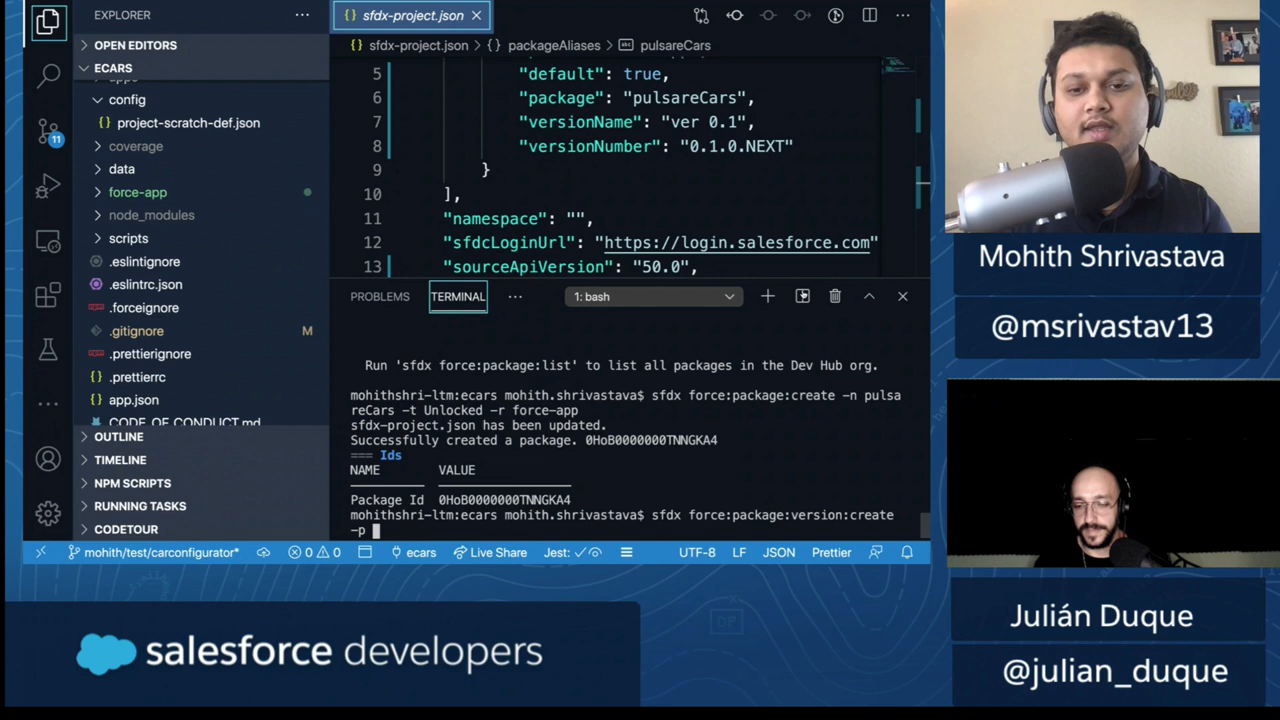 EXPLORER
OPEN EDITORS
ECARS
config
project-scratch-def.json
coverage
data
force-app
node_modules
scripts
.eslintignore
.eslintrc.json
.forceignore
.gitignore M
.prettierignore
.prettierrc
app.json
CODE_OF_CONDUCT.md
OUTLINE
TIMELINE
NPM SCRIPTS
RUNNING TASKS
CODETOUR
11
{} sfdx-project.json
{} sfdx-project.json > {} packageAliases > pulsareCars
5 "default": true,
6 "package": "pulsareCars",
7 "versionName": "ver 0.1",
8 "versionNumber": "0.1.0.NEXT"
9 }
10 ],
11 "namespace": "",
12 "sfdcLoginUrl": "https://login.salesforce.com"
13 "sourceApiVersion": "50.0",
PROBLEMS TERMINAL ··· 1: bash
Run 'sfdx force:package:list' to list all packages in the Dev Hub org.
mohithshri-ltm:ecars mohith.shrivastava$ sfdx force:package:create -n pulsa
reCars -t Unlocked -r force-app
sfdx-project.json has been updated.
Successfully created a package. 0HoB0000000TNNGKA4
=== Ids
NAME VALUE
Package Id 0HoB0000000TNNGKA4
mohithshri-ltm:ecars mohith.shrivastava$ sfdx force:package:version:create
-p
mohith/test/carconfigurator* 0 0 ecars Live Share Jest: UTF-8 LF JSON Prettier
Mohith Shrivastava
@msrivastav13
Julián Duque
@julian_duque
salesforce developers